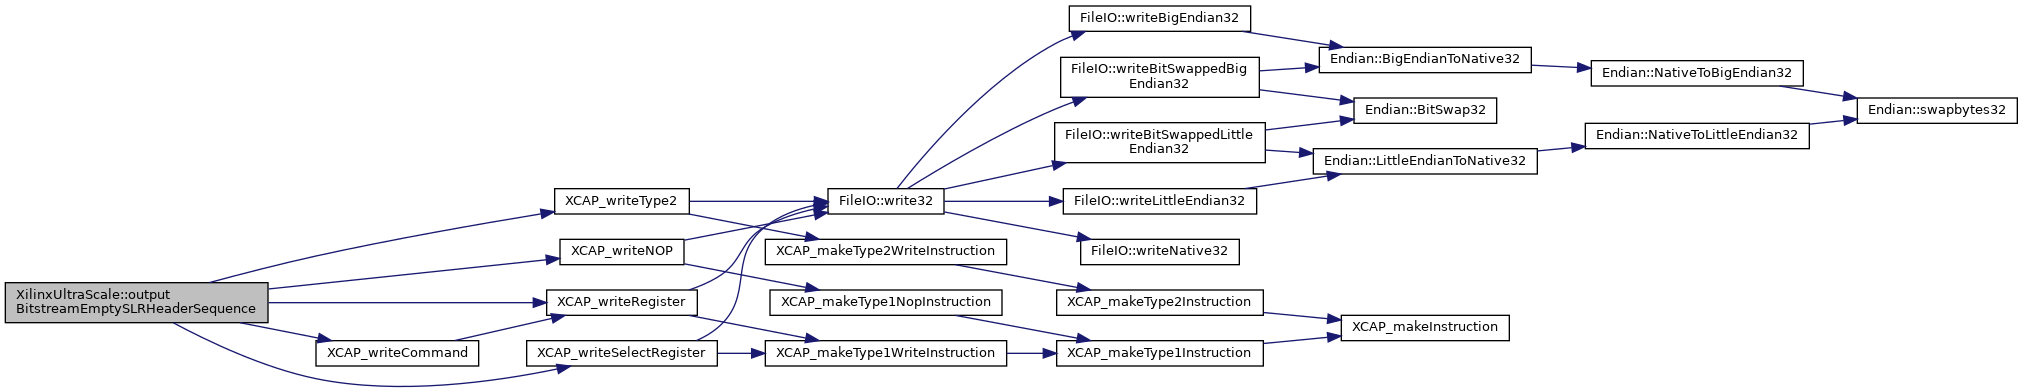 XilinxUltraScale::output
BitstreamEmptySLRHeaderSequence
XCAP_writeType2
XCAP_writeNOP
XCAP_writeRegister
XCAP_writeCommand
XCAP_writeSelectRegister
FileIO::write32
XCAP_makeType2WriteInstruction
XCAP_makeType1NopInstruction
XCAP_makeType1WriteInstruction
FileIO::writeBigEndian32
FileIO::writeBitSwappedBig
Endian32
FileIO::writeBitSwappedLittle
Endian32
FileIO::writeLittleEndian32
FileIO::writeNative32
XCAP_makeType2Instruction
XCAP_makeType1Instruction
Endian::BigEndianToNative32
Endian::BitSwap32
Endian::LittleEndianToNative32
XCAP_makeInstruction
Endian::NativeToBigEndian32
Endian::NativeToLittleEndian32
Endian::swapbytes32